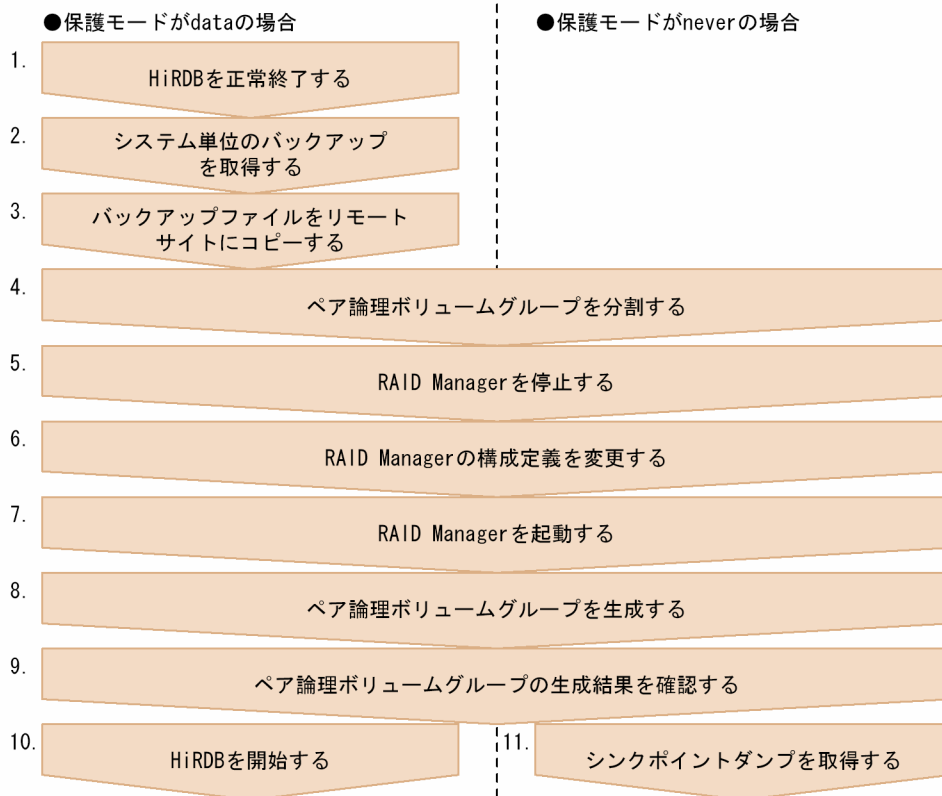 ●保護モードがdataの場合
●保護モードがneverの場合
1.
HiRDBを正常終了する
2.
システム単位のバックアップ
を取得する
3.
バックアップファイルをリモート
サイトにコピーする
4.
ペア論理ボリュームグループを分割する
5.
RAID Managerを停止する
6.
RAID Managerの構成定義を変更する
7.
RAID Managerを起動する
8.
ペア論理ボリュームグループを生成する
9.
ペア論理ボリュームグループの生成結果を確認する
10.
HiRDBを開始する
11.
シンクポイントダンプを取得する